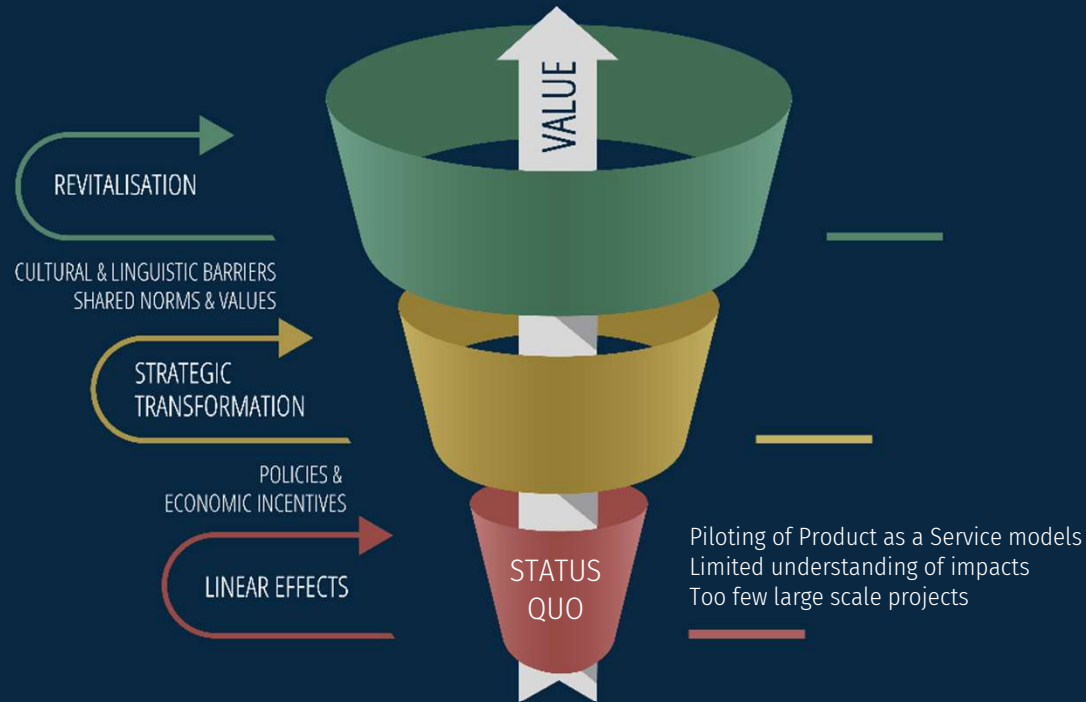 VALUE
REVITALISATION
CULTURAL & LINGUISTIC BARRIERS
SHARED NORMS & VALUES
STRATEGIC
TRANSFORMATION
POLICIES &
ECONOMIC INCENTIVES
LINEAR EFFECTS
STATUS
QUO
Piloting of Product as a Service models
Limited understanding of impacts
Too few large scale projects